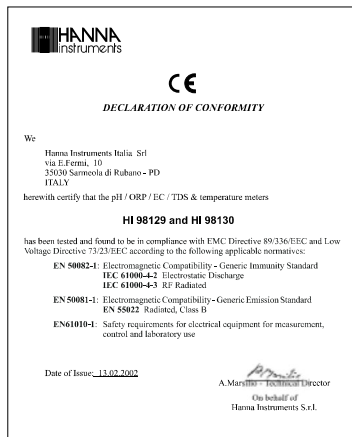 HANNA
instruments
CE
DECLARATION OF CONFORMITY
We
Hanna Instruments Italia Srl
via E.Fermi, 10
35030 Sarmeola di Rubano - PD
ITALY
herewith certify that the pH / ORP / EC / TDS & temperature meters
HI 98129 and HI 98130
has been tested and found to be in compliance with EMC Directive 89/336/EEC and Low
Voltage Directive 73/23/EEC according to the following applicable normatives:
EN 50082-1: Electromagnetic Compatibility - Generic Immunity Standard
IEC 61000-4-2 Electrostatic Discharge
IEC 61000-4-3 RF Radiated
EN 50081-1: Electromagnetic Compatibility - Generic Emission Standard
EN 55022 Radiated, Class B
EN61010-1: Safety requirements for electrical equipment for measurement,
control and laboratory use
Date of Issue: 13.02.2002
A.Marsilio - Technical Director
On behalf of
Hanna Instruments S.r.l.